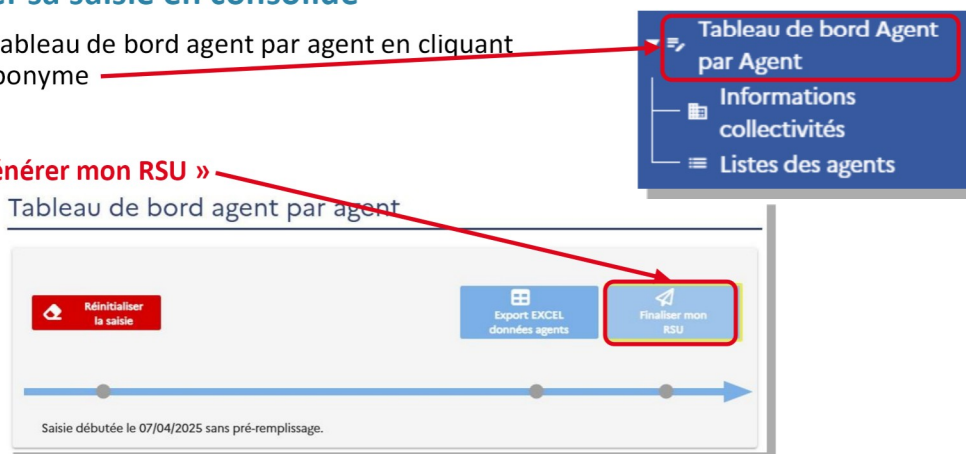 er sa saisie en consolidé
ableau de bord agent par agent en cliquant
ponyme
Tableau de bord Agent
par Agent
Informations
collectivités
Listes des agents
énérer mon RSU »
Tableau de bord agent par agent
Réinitialiser
la saisie
Export EXCEL
données agents
Finaliser mon
RSU
Saisie débutée le 07/04/2025 sans pré-remplissage.